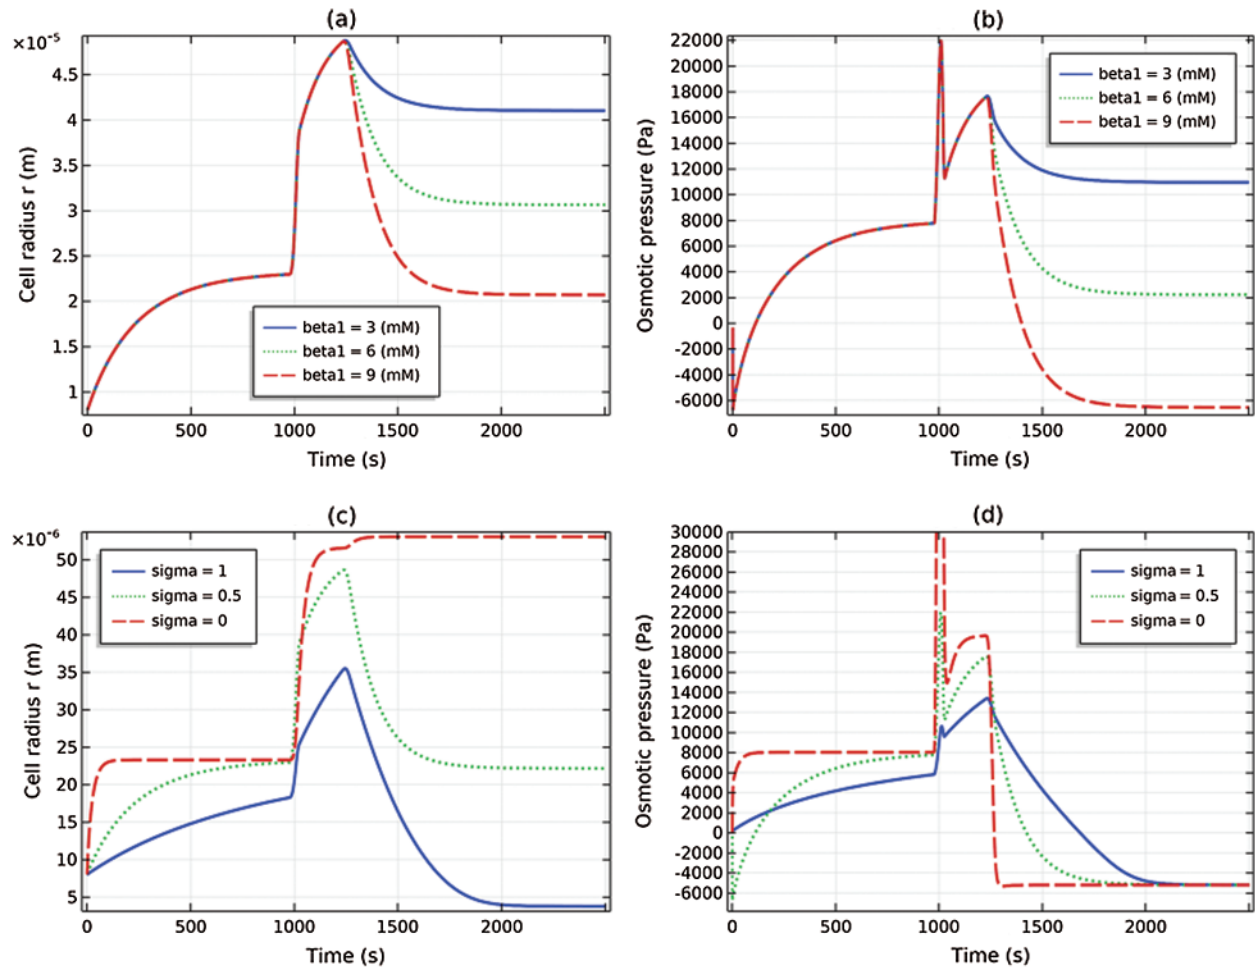 (a)
×10⁻⁵
4.5
4
3.5
3
2.5
2
1.5
1
Cell radius r (m)
beta1 = 3 (mM)
beta1 = 6 (mM)
beta1 = 9 (mM)
0 500 1000 1500 2000
Time (s)
(b)
22000
20000
18000
16000
14000
12000
10000
8000
6000
4000
2000
0
-2000
-4000
-6000
Osmotic pressure (Pa)
beta1 = 3 (mM)
beta1 = 6 (mM)
beta1 = 9 (mM)
0 500 1000 1500 2000
Time (s)
(c)
×10⁻⁶
50
45
40
35
30
25
20
15
10
5
Cell radius r (m)
sigma = 1
sigma = 0.5
sigma = 0
0 500 1000 1500 2000
Time (s)
(d)
30000
28000
26000
24000
22000
20000
18000
16000
14000
12000
10000
8000
6000
4000
2000
0
-2000
-4000
-6000
Osmotic pressure (Pa)
sigma = 1
sigma = 0.5
sigma = 0
0 500 1000 1500 2000
Time (s)